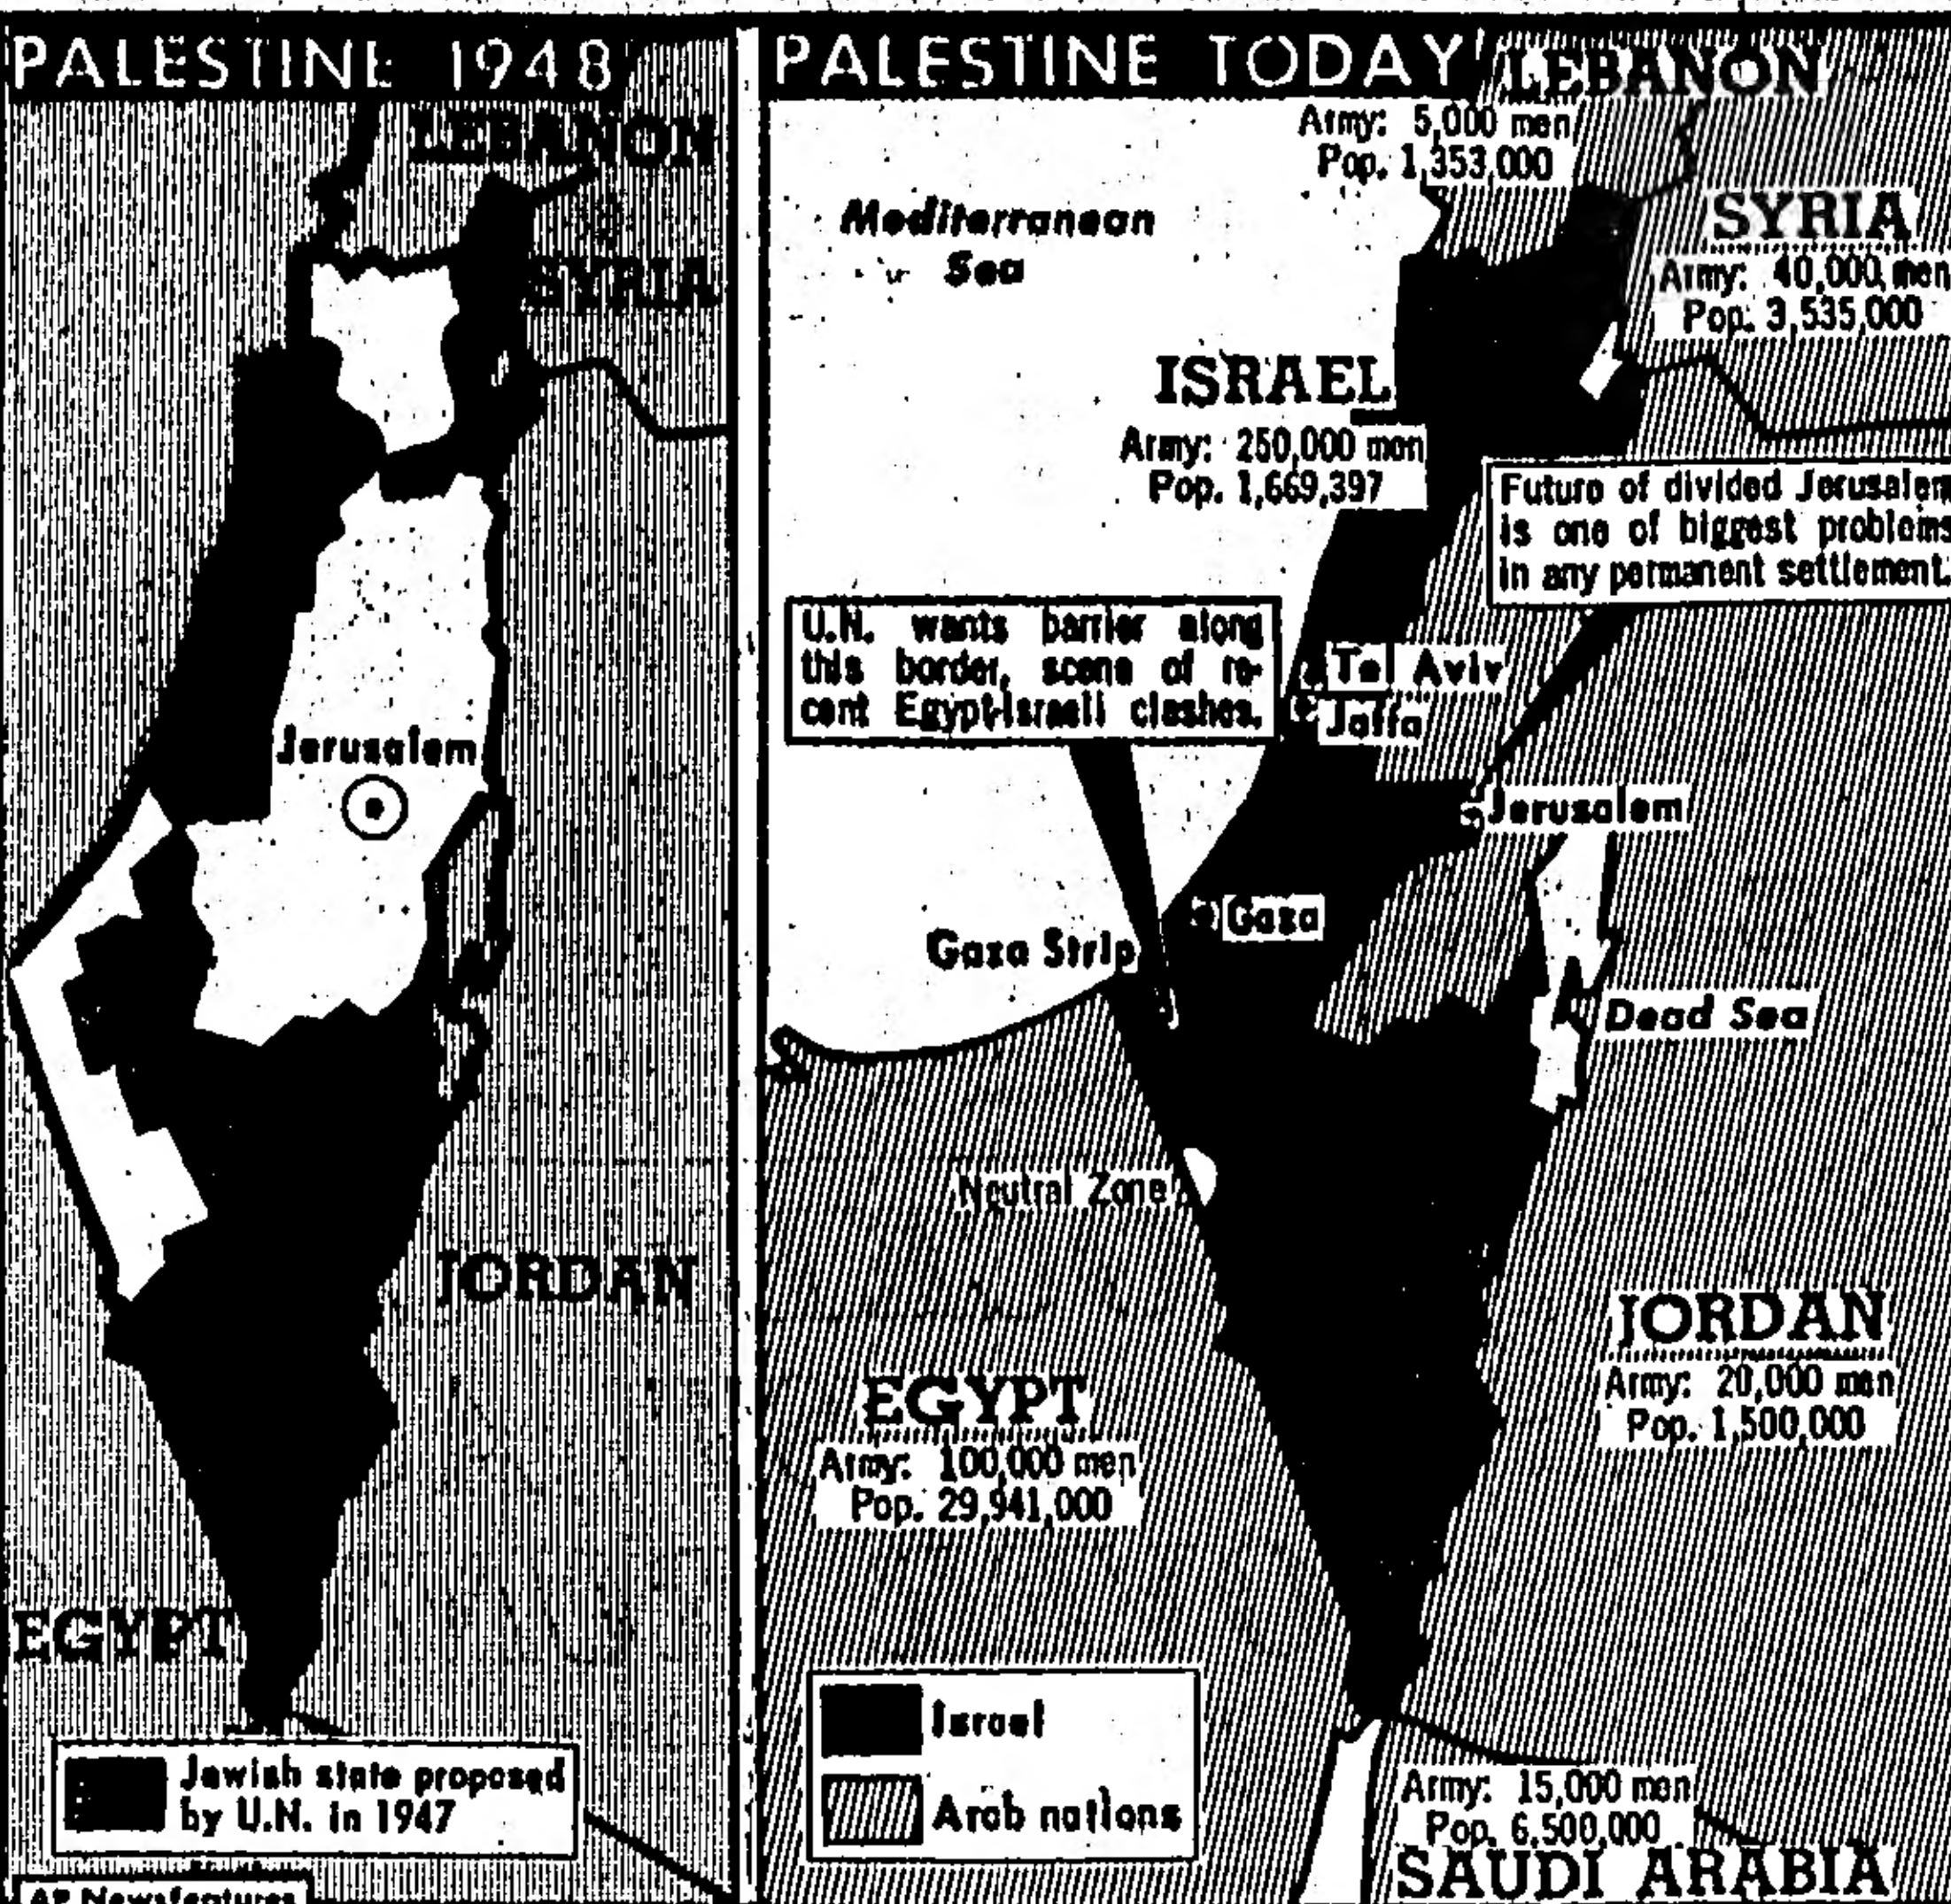 PALESTINE 1948
LEBANON
SYRIA
Jerusalem
JORDAN
EGYPT
Jewish state proposed
by U.N. in 1947
AP Newsfeatures
PALESTINE TODAY
LEBANON
Army: 5,000 men
Pop. 1,353,000
Mediterranean
Sea
SYRIA
Army: 40,000 men
Pop. 3,535,000
ISRAEL
Army: 250,000 men
Pop. 1,669,397
Future of divided Jerusalem
is one of biggest problems
in any permanent settlement.
U.N. wants barrier along
this border, scene of re-
cent Egypt-Israeli clashes.
Tel Aviv
Jaffa
Jerusalem
Gaza
Gaza Strip
Dead Sea
Neutral Zone
JORDAN
Army: 20,000 men
Pop. 1,500,000
EGYPT
Army: 100,000 men
Pop. 29,941,000
Israel
Arab nations
Army: 15,000 men
Pop. 6,500,000
SAUDI ARABIA